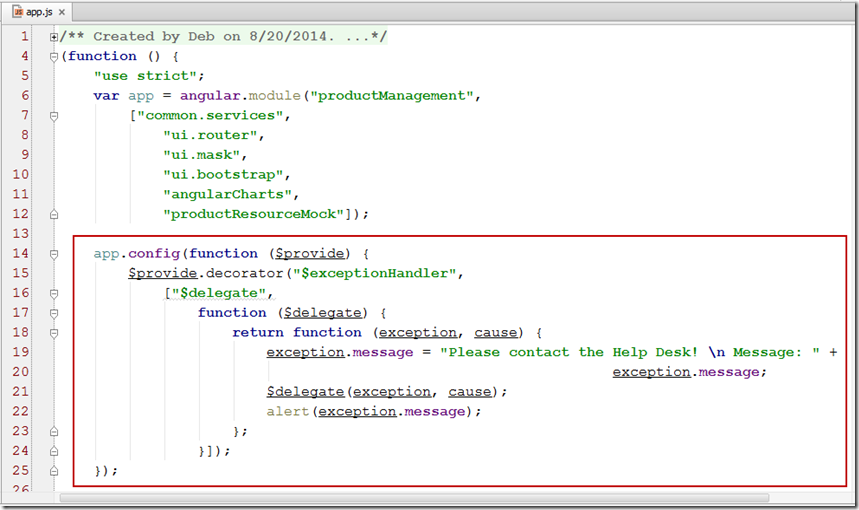 app.js ×
1 /** Created by Deb on 8/20/2014. ...*/
4 (function () {
5     "use strict";
6     var app = angular.module("productManagement",
7         ["common.services",
8             "ui.router",
9             "ui.mask",
10             "ui.bootstrap",
11             "angularCharts",
12             "productResourceMock"]);
13
14     app.config(function ($provide) {
15         $provide.decorator("$exceptionHandler",
16             ["$delegate",
17                 function ($delegate) {
18                     return function (exception, cause) {
19                         exception.message = "Please contact the Help Desk! \n Message: " +
20                                                                 exception.message;
21                         $delegate(exception, cause);
22                         alert(exception.message);
23                     };
24                 }]);
25     });
26